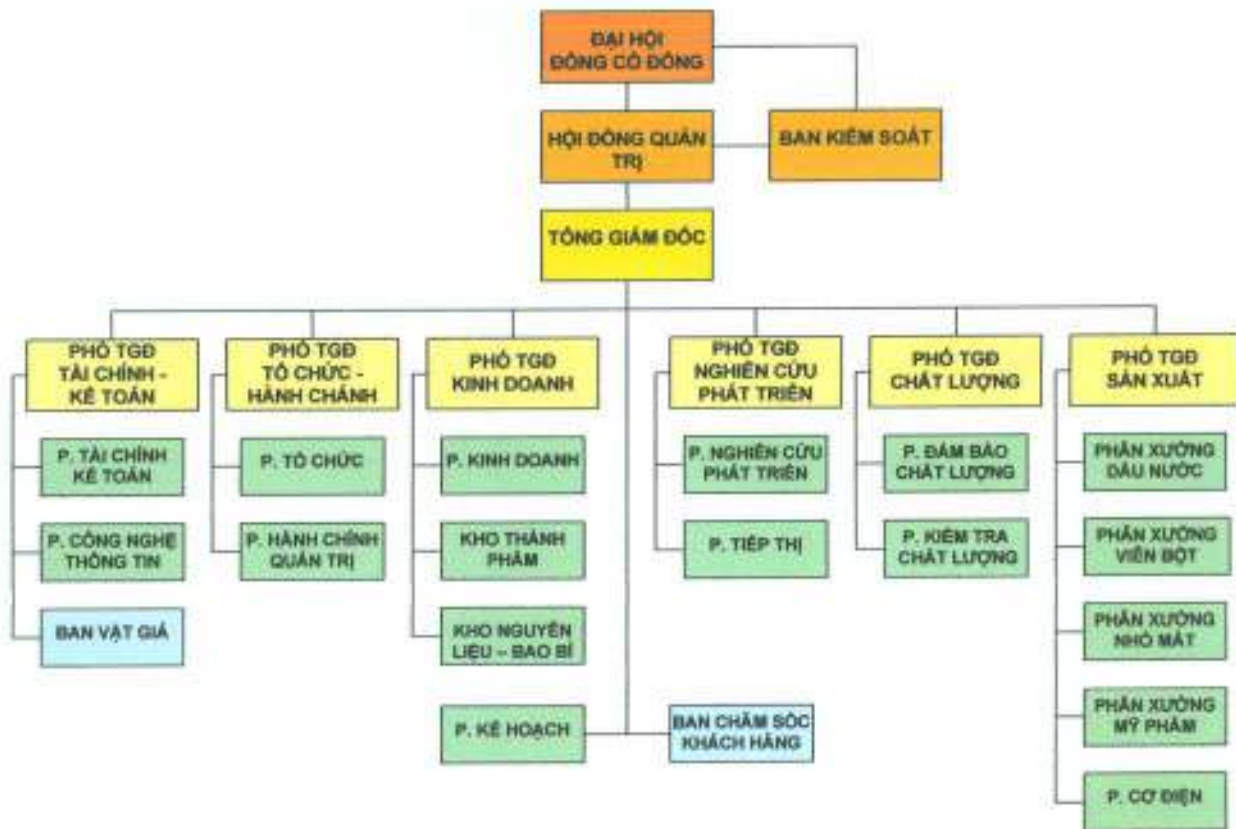 ĐẠI HỘI
ĐỒNG CỔ ĐÔNG
HỘI ĐỒNG QUẢN
TRỊ
BAN KIỂM SOÁT
TỔNG GIÁM ĐỐC
PHÓ TGĐ
TÀI CHÍNH -
KẾ TOÁN
PHÓ TGĐ
TỔ CHỨC -
HÀNH CHÁNH
PHÓ TGĐ
KINH DOANH
PHÓ TGĐ
NGHIÊN CỨU
PHÁT TRIỂN
PHÓ TGĐ
CHẤT LƯỢNG
PHÓ TGĐ
SẢN XUẤT
P. TÀI CHÍNH
KẾ TOÁN
P. TỔ CHỨC
P. KINH DOANH
P. NGHIÊN CỨU
PHÁT TRIỂN
P. ĐẢM BẢO
CHẤT LƯỢNG
PHÂN XƯỞNG
DẦU NƯỚC
P. CÔNG NGHỆ
THÔNG TIN
P. HÀNH CHÍNH
QUẢN TRỊ
KHO THÀNH
PHẨM
P. TIẾP THỊ
P. KIỂM TRA
CHẤT LƯỢNG
PHÂN XƯỞNG
VIÊN BỘT
BAN VẬT GIÁ
KHO NGUYÊN
LIỆU – BAO BÌ
PHÂN XƯỞNG
NHỎ MẮT
P. KẾ HOẠCH
BAN CHĂM SÓC
KHÁCH HÀNG
PHÂN XƯỞNG
MỸ PHẨM
P. CƠ ĐIỆN